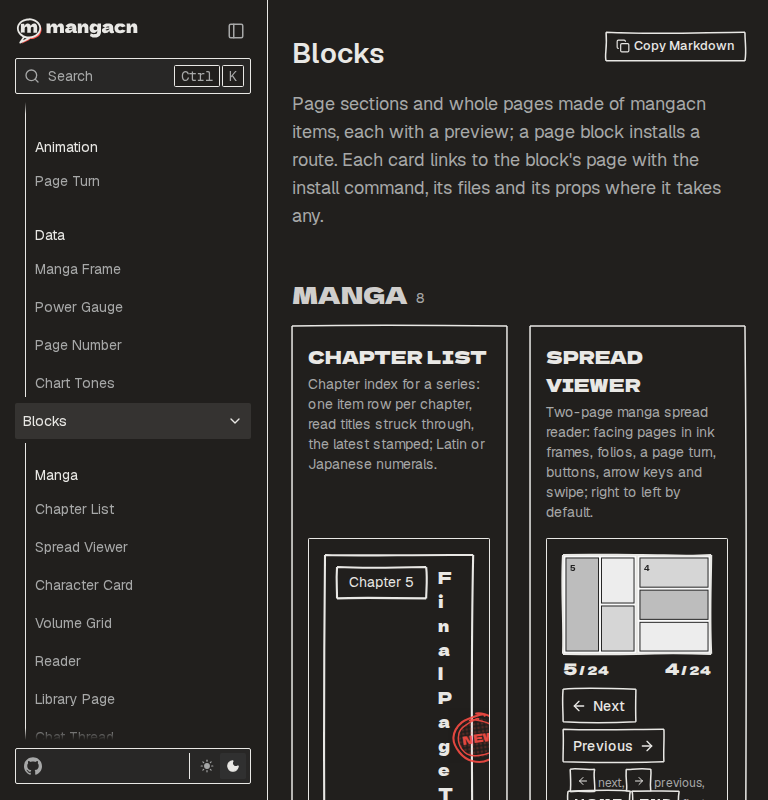 mangacn
Search Ctrl K
Animation
Page Turn
Data
Manga Frame
Power Gauge
Page Number
Chart Tones
Blocks
Manga
Chapter List
Spread Viewer
Character Card
Volume Grid
Reader
Library Page
Chat Thread
Blocks
Copy Markdown
Page sections and whole pages made of mangacn
items, each with a preview; a page block installs a
route. Each card links to the block's page with the
install command, its files and its props where it takes
any.
MANGA 8
CHAPTER LIST
Chapter index for a series:
one item row per chapter,
read titles struck through,
the latest stamped; Latin or
Japanese numerals.
Chapter 5
F
i
n
a
l
P
a
g
e
T
NEW
SPREAD
VIEWER
Two-page manga spread
reader: facing pages in ink
frames, folios, a page turn,
buttons, arrow keys and
swipe; right to left by
default.
5 4
5/24 4/24
← Next
Previous →
← next, → previous,